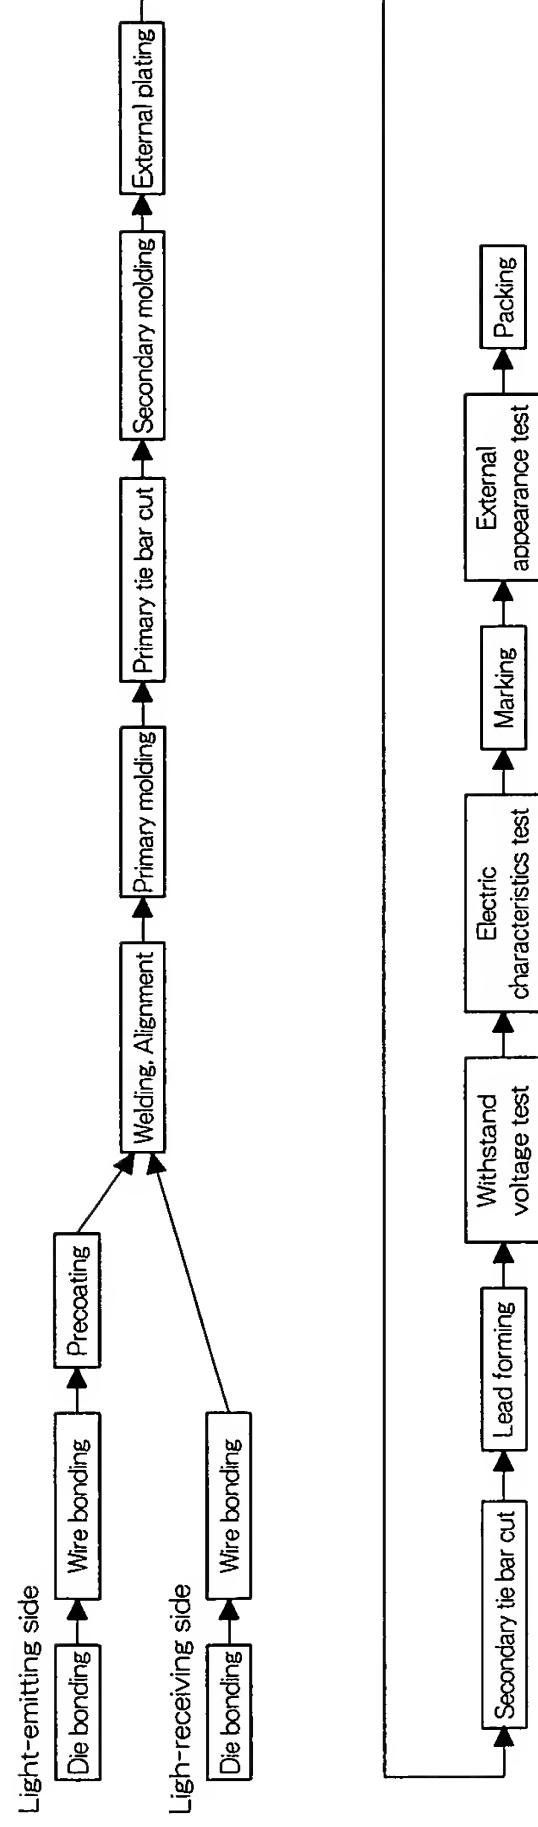 Light-emitting side
Die bonding
Wire bonding
Precoating
Ligh-receiving side
Die bonding
Wire bonding
Welding, Alignment
Primary molding
Primary tie bar cut
Secondary molding
External plating
Secondary tie bar cut
Lead forming
Withstand
voltage test
Electric
characteristics test
Marking
External
appearance test
Packing